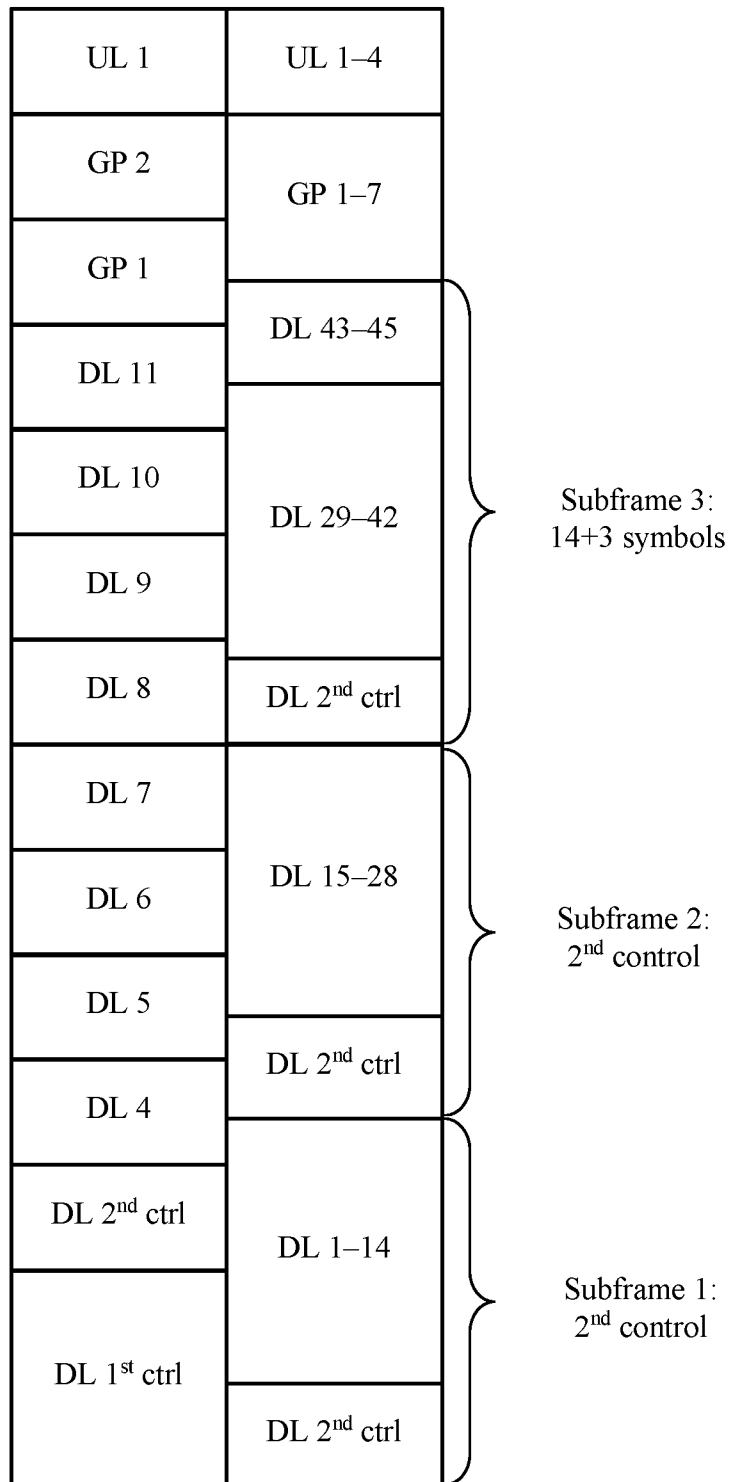 UL 1
GP 2
GP 1
DL 11
DL 10
DL 9
DL 8
DL 7
DL 6
DL 5
DL 4
DL 2nd ctrl
DL 1st ctrl
UL 1–4
GP 1–7
DL 43–45
DL 29–42
DL 2nd ctrl
DL 15–28
DL 2nd ctrl
DL 1–14
DL 2nd ctrl
Subframe 3:
14+3 symbols
Subframe 2:
2nd control
Subframe 1:
2nd control